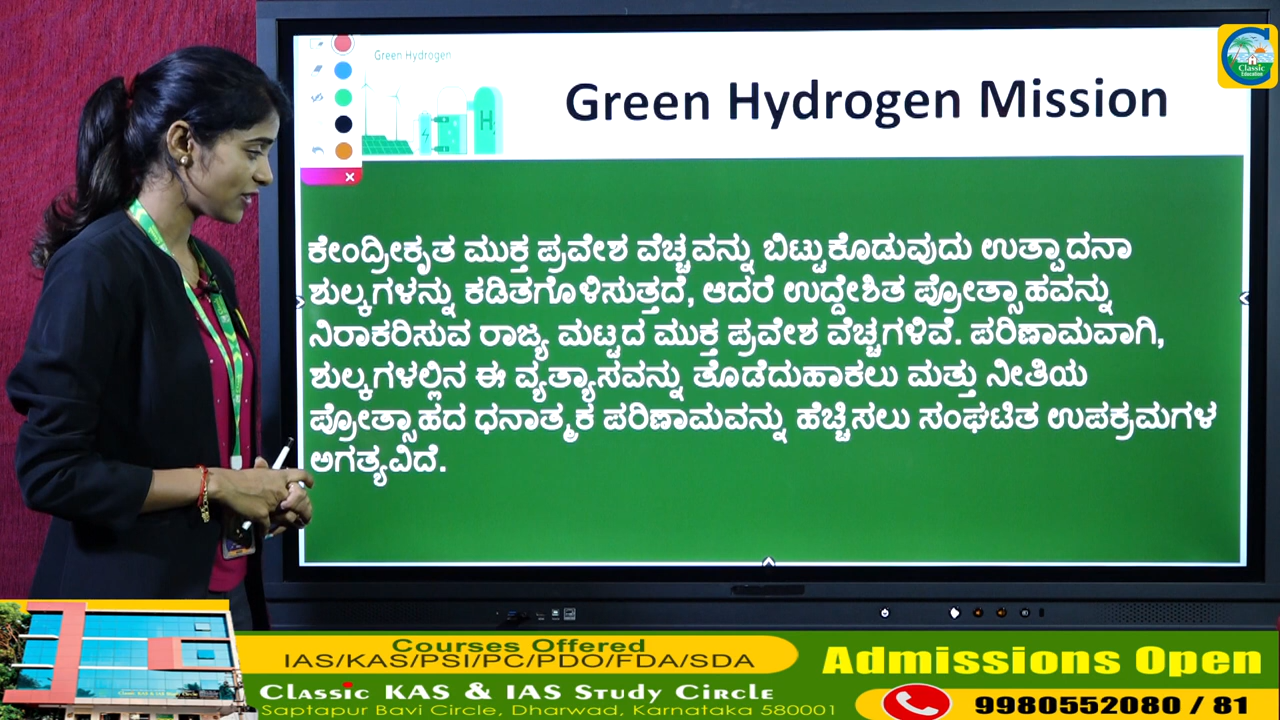 Green Hydrogen
Green Hydrogen Mission
H
Classic
Education
ಕೇಂದ್ರೀಕೃತ ಮುಕ್ತ ಪ್ರವೇಶ ವೆಚ್ಚವನ್ನು ಬಿಟ್ಟುಕೊಡುವುದು ಉತ್ಪಾದನಾ
ಶುಲ್ಕಗಳನ್ನು ಕಡಿತಗೊಳಿಸುತ್ತದೆ, ಆದರೆ ಉದ್ದೇಶಿತ ಪ್ರೋತ್ಸಾಹವನ್ನು
ನಿರಾಕರಿಸುವ ರಾಜ್ಯ ಮಟ್ಟದ ಮುಕ್ತ ಪ್ರವೇಶ ವೆಚ್ಚಗಳಿವೆ. ಪರಿಣಾಮವಾಗಿ,
ಶುಲ್ಕಗಳಲ್ಲಿನ ಈ ವ್ಯತ್ಯಾಸವನ್ನು ತೊಡೆದುಹಾಕಲು ಮತ್ತು ನೀತಿಯ
ಪ್ರೋತ್ಸಾಹದ ಧನಾತ್ಮಕ ಪರಿಣಾಮವನ್ನು ಹೆಚ್ಚಿಸಲು ಸಂಘಟಿತ ಉಪಕ್ರಮಗಳ
ಅಗತ್ಯವಿದೆ.
Courses Offered
IAS/KAS/PSI/PC/PDO/FDA/SDA
Classic KAS & IAS Study Circle
Saptapur Bavi Circle, Dharwad, Karnataka 580001
Admissions Open
9980552080 / 81